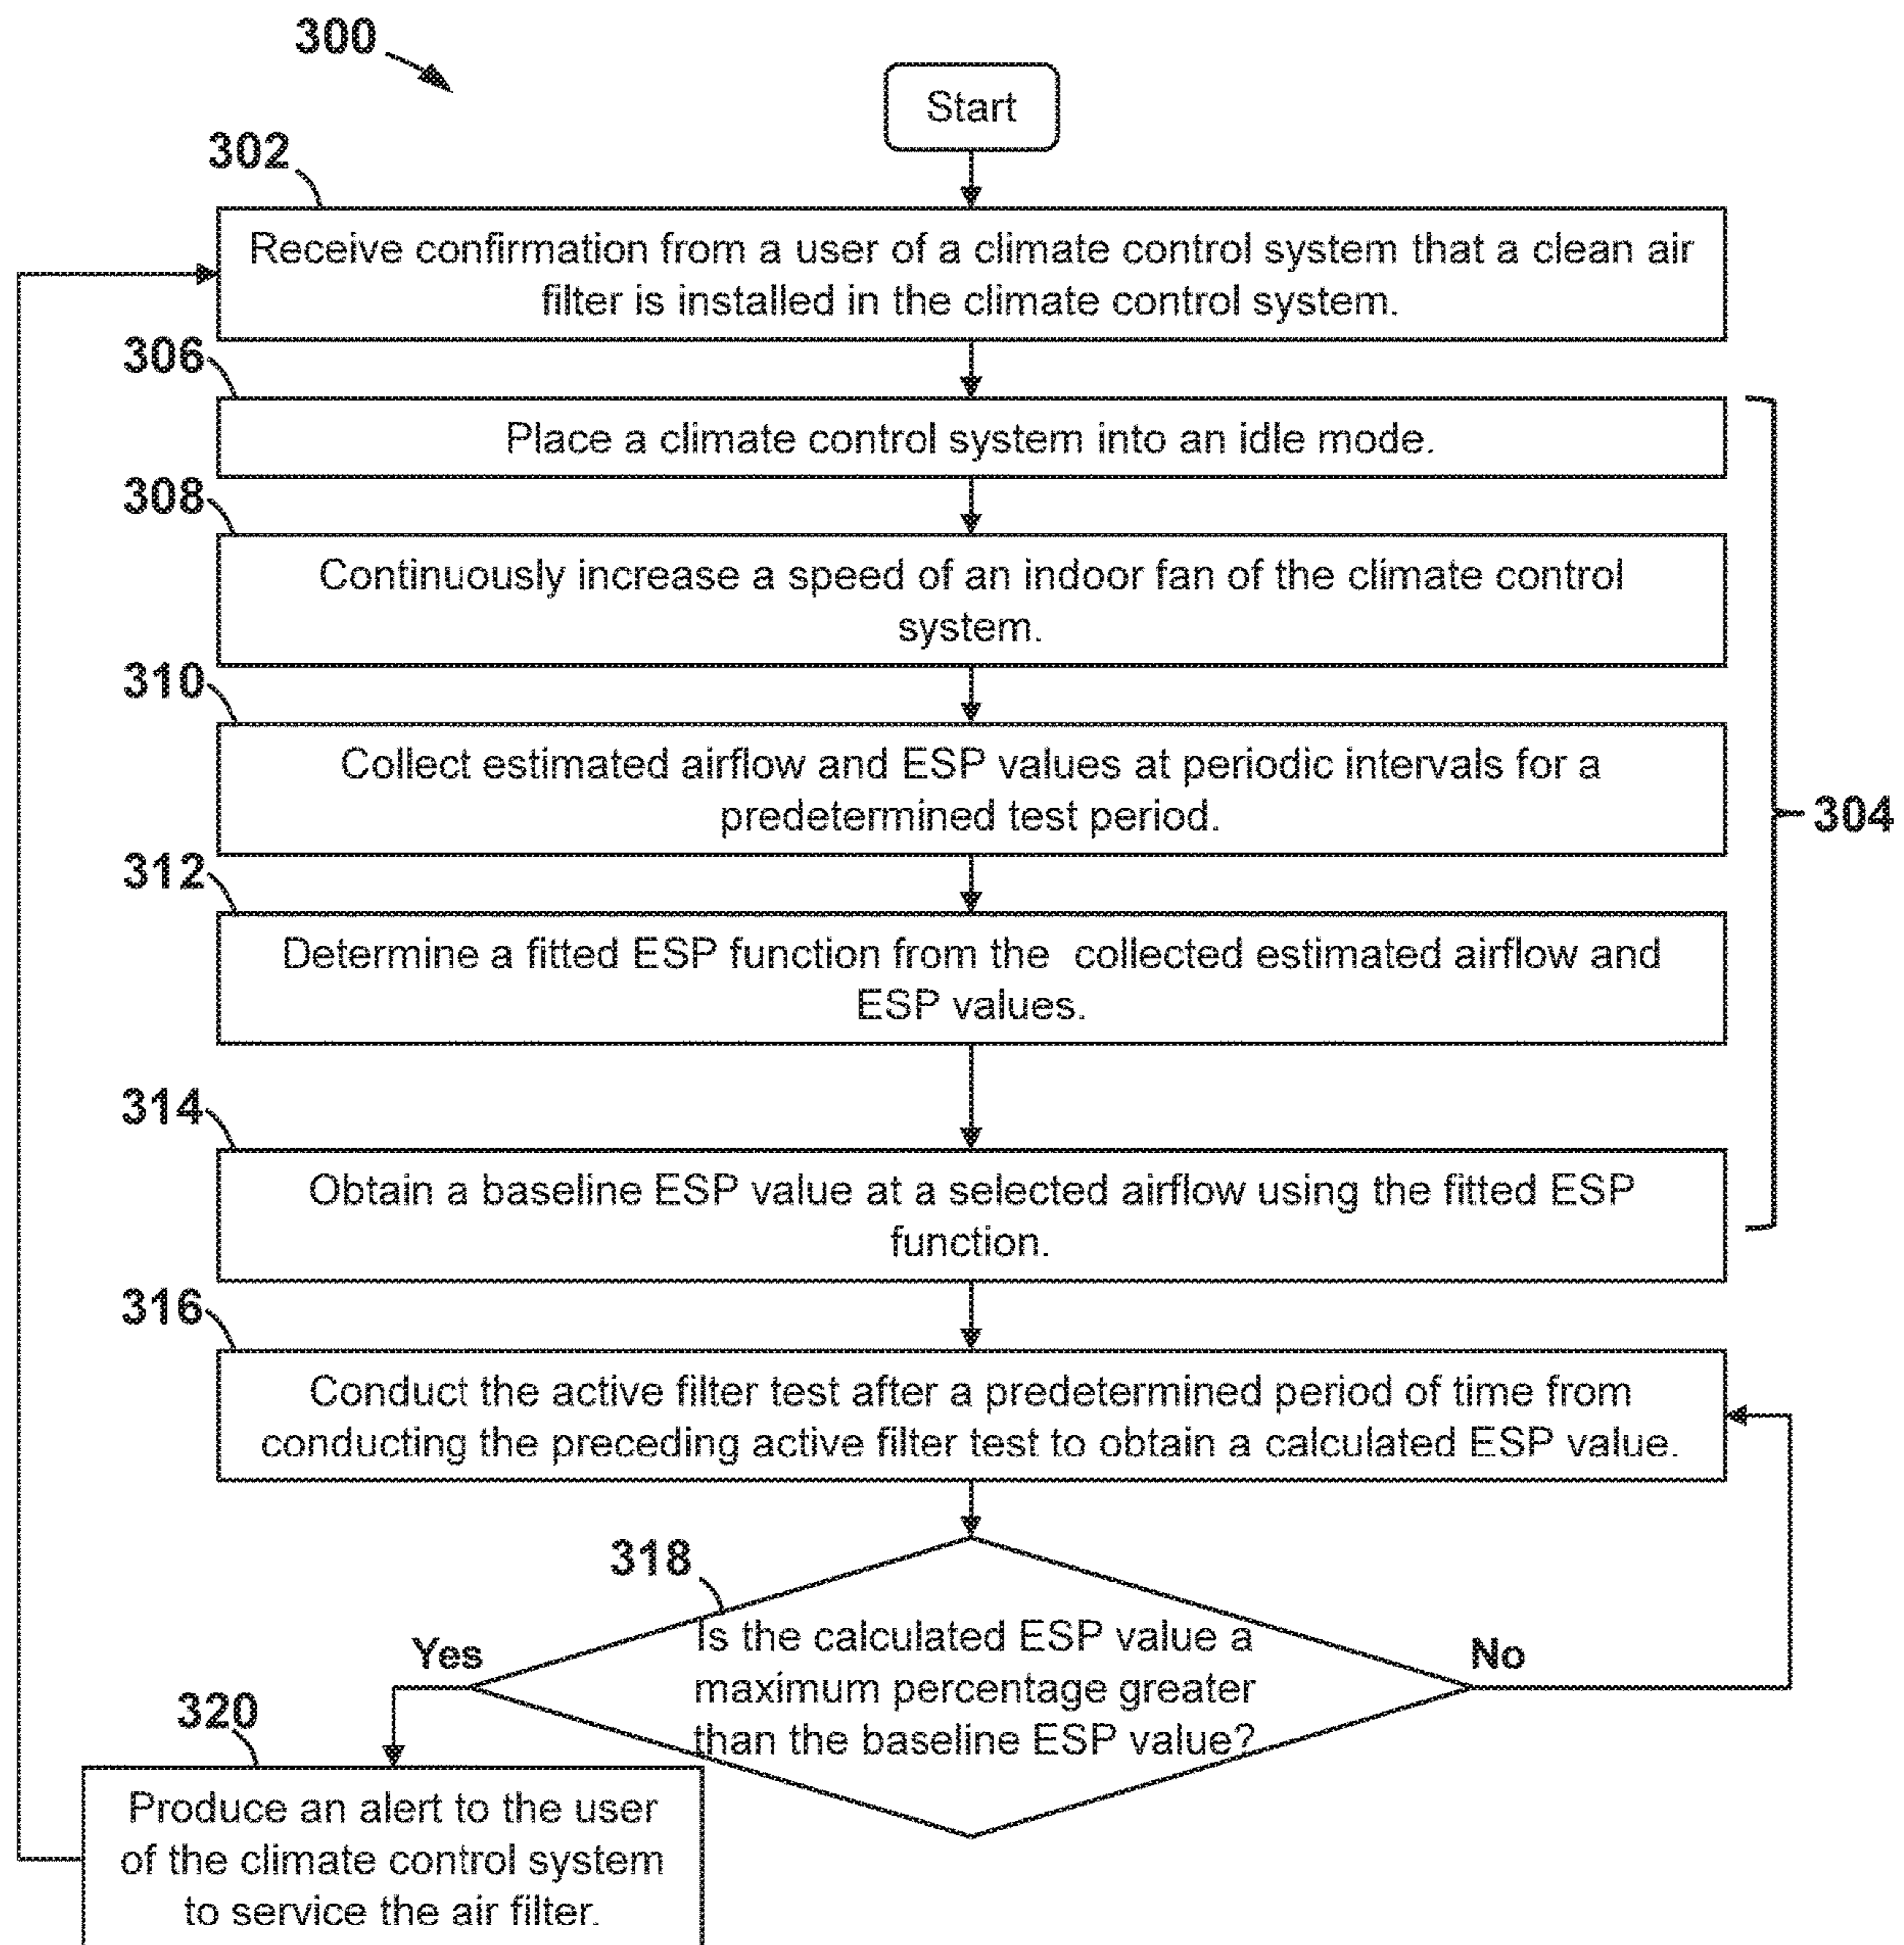 300
Start
302
Receive confirmation from a user of a climate control system that a clean air
filter is installed in the climate control system.
306
Place a climate control system into an idle mode.
308
Continuously increase a speed of an indoor fan of the climate control
system.
310
Collect estimated airflow and ESP values at periodic intervals for a
predetermined test period.
304
312
Determine a fitted ESP function from the collected estimated airflow and
ESP values.
314
Obtain a baseline ESP value at a selected airflow using the fitted ESP
function.
316
Conduct the active filter test after a predetermined period of time from
conducting the preceding active filter test to obtain a calculated ESP value.
318
Is the calculated ESP value a
maximum percentage greater
than the baseline ESP value?
Yes
No
320
Produce an alert to the user
of the climate control system
to service the air filter.